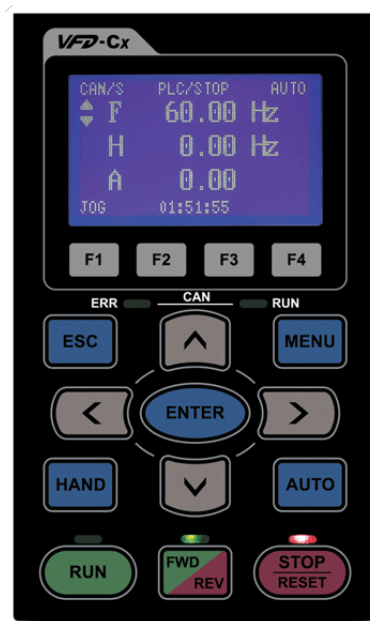 VFD-Cx
CAN/S PLC/STOP AUTO
F 60.00 Hz
H 0.00 Hz
A 0.00
JOG 01:51:55
F1 F2 F3 F4
ERR CAN RUN
ESC MENU
ENTER
HAND AUTO
RUN FWD REV STOP RESET